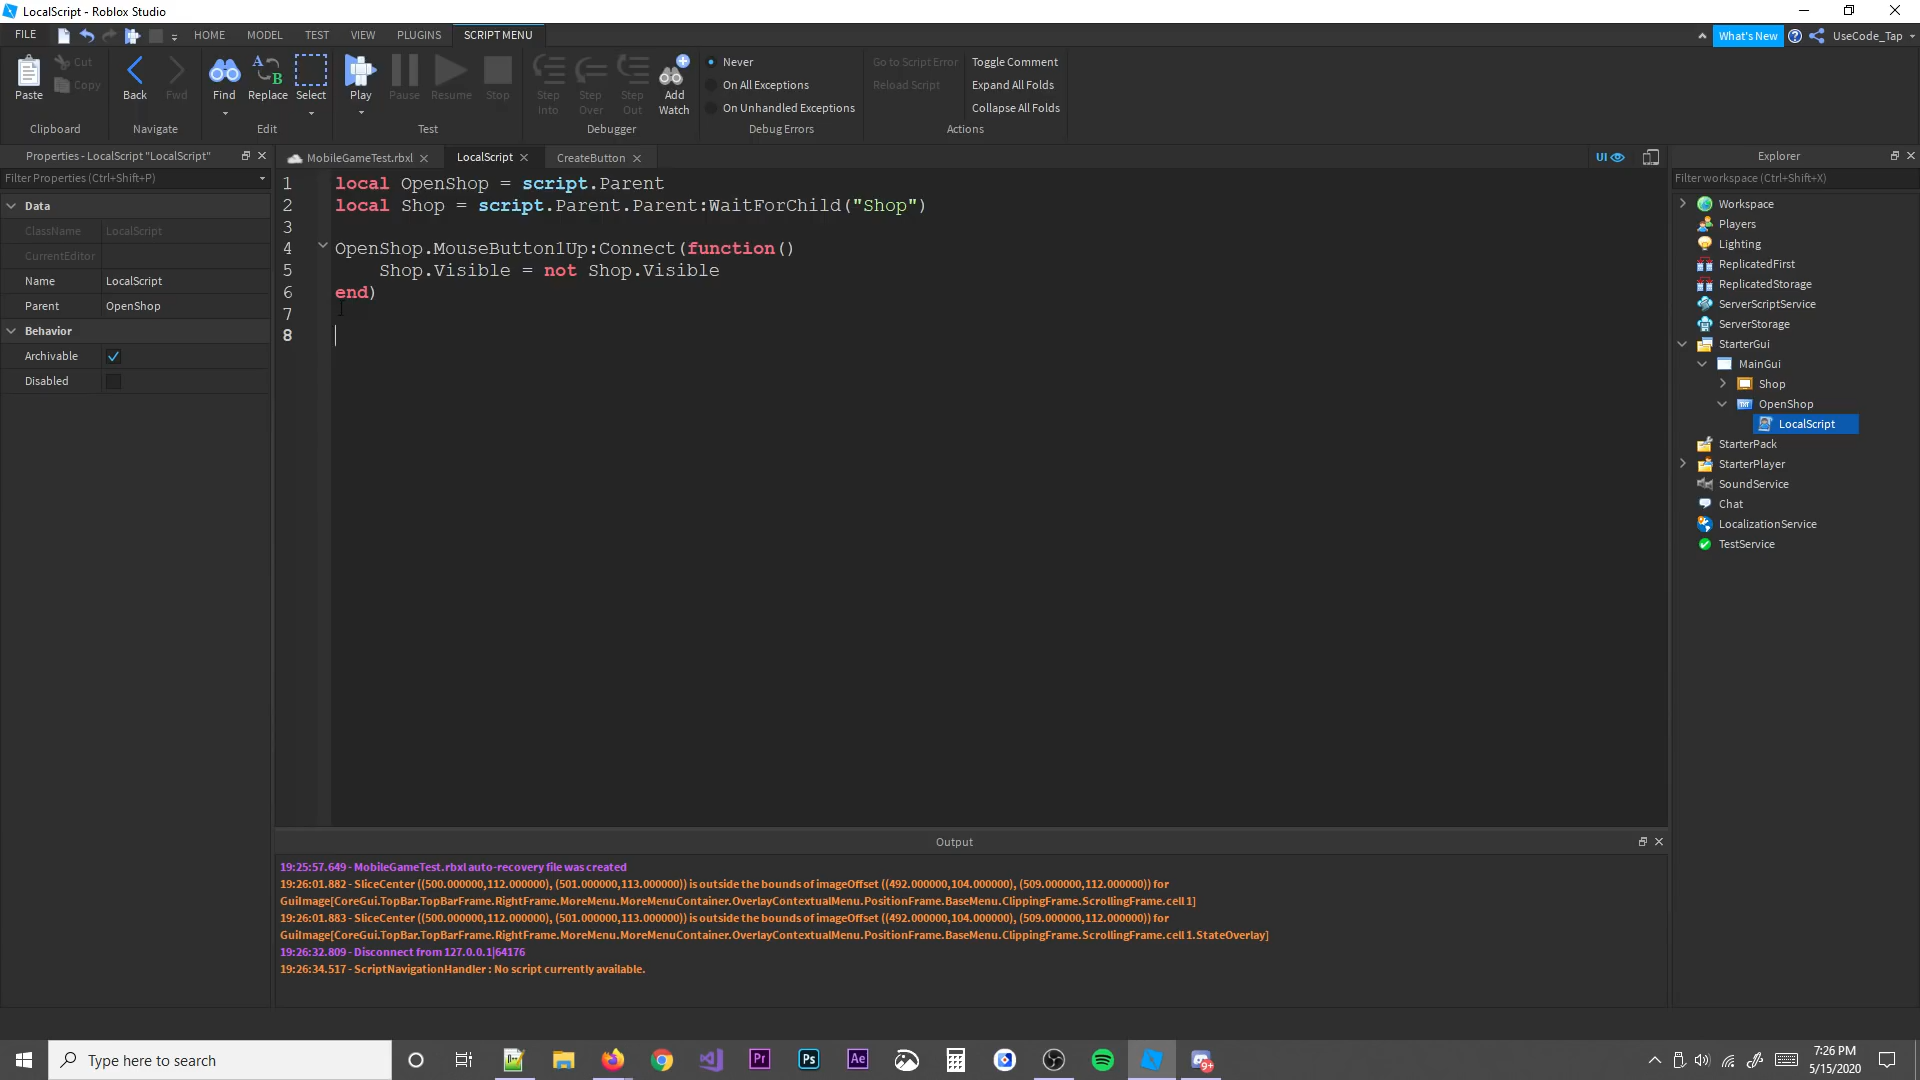 LocalScript - Roblox Studio
FILE
HOME
MODEL
TEST
VIEW
PLUGINS
SCRIPT MENU
What's New
UseCode_Tap
Paste
Cut
Copy
Clipboard
Back
Fwd
Navigate
Find
Replace
Select
Edit
Play
Pause
Resume
Stop
Test
Step Into
Step Over
Step Out
Add Watch
Debugger
Never
On All Exceptions
On Unhandled Exceptions
Debug Errors
Go to Script Error
Reload Script
Toggle Comment
Expand All Folds
Collapse All Folds
Actions
Properties - LocalScript "LocalScript"
Filter Properties (Ctrl+Shift+P)
Data
ClassName LocalScript
CurrentEditor
Name LocalScript
Parent OpenShop
Behavior
Archivable
Disabled
MobileGameTest.rbxl
LocalScript
CreateButton
UI
1 local OpenShop = script.Parent
2 local Shop = script.Parent.Parent:WaitForChild("Shop")
3
4 OpenShop.MouseButton1Up:Connect(function()
5 Shop.Visible = not Shop.Visible
6 end)
7
8
Output
19:25:57.649 - MobileGameTest.rbxl auto-recovery file was created
19:26:01.882 - SliceCenter ((500.000000,112.000000), (501.000000,113.000000)) is outside the bounds of imageOffset ((492.000000,104.000000), (509.000000,112.000000)) for
GuiImage[CoreGui.TopBar.TopBarFrame.RightFrame.MoreMenu.MoreMenuContainer.OverlayContextualMenu.PositionFrame.BaseMenu.ClippingFrame.ScrollingFrame.cell 1]
19:26:01.883 - SliceCenter ((500.000000,112.000000), (501.000000,113.000000)) is outside the bounds of imageOffset ((492.000000,104.000000), (509.000000,112.000000)) for
GuiImage[CoreGui.TopBar.TopBarFrame.RightFrame.MoreMenu.MoreMenuContainer.OverlayContextualMenu.PositionFrame.BaseMenu.ClippingFrame.ScrollingFrame.cell 1.StateOverlay]
19:26:32.809 - Disconnect from 127.0.0.1|64176
19:26:34.517 - ScriptNavigationHandler : No script currently available.
Explorer
Filter workspace (Ctrl+Shift+X)
Workspace
Players
Lighting
ReplicatedFirst
ReplicatedStorage
ServerScriptService
ServerStorage
StarterGui
MainGui
Shop
TXT OpenShop
LocalScript
StarterPack
StarterPlayer
SoundService
Chat
LocalizationService
TestService
Type here to search
Pr
Ps
Ae
9+
7:26 PM
5/15/2020